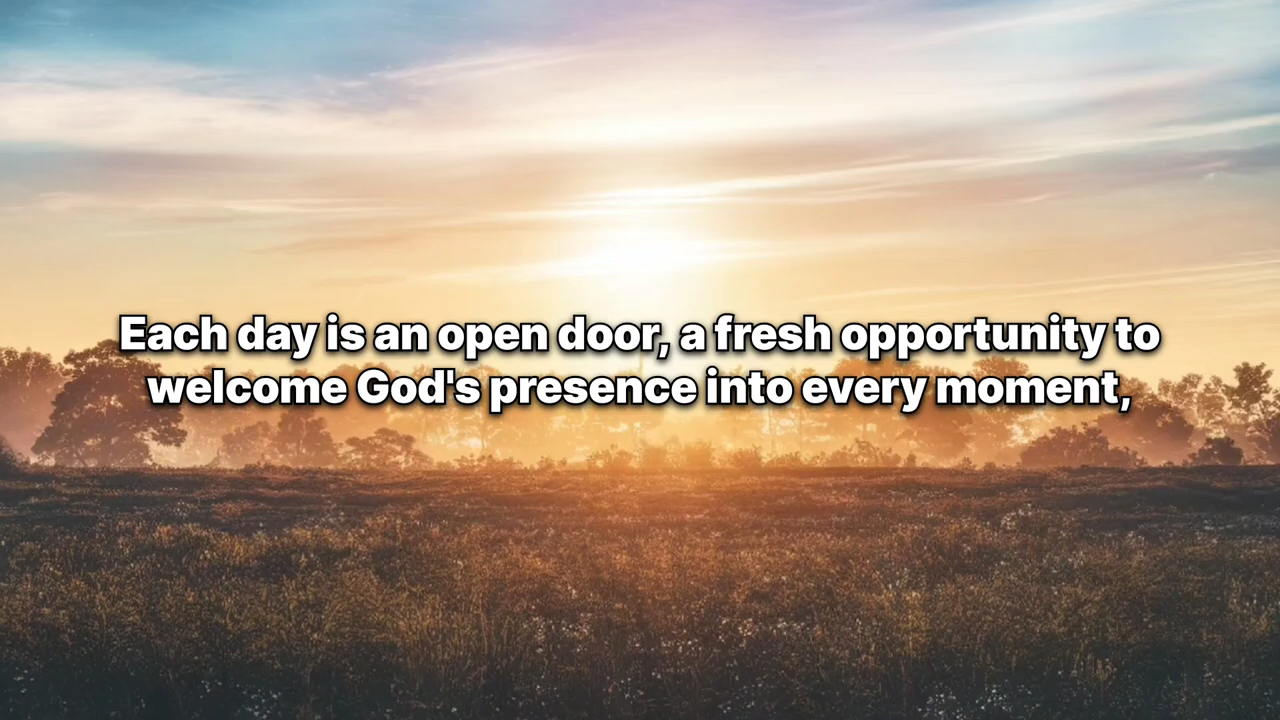 Each day is an open door, a fresh opportunity to
welcome God's presence into every moment,